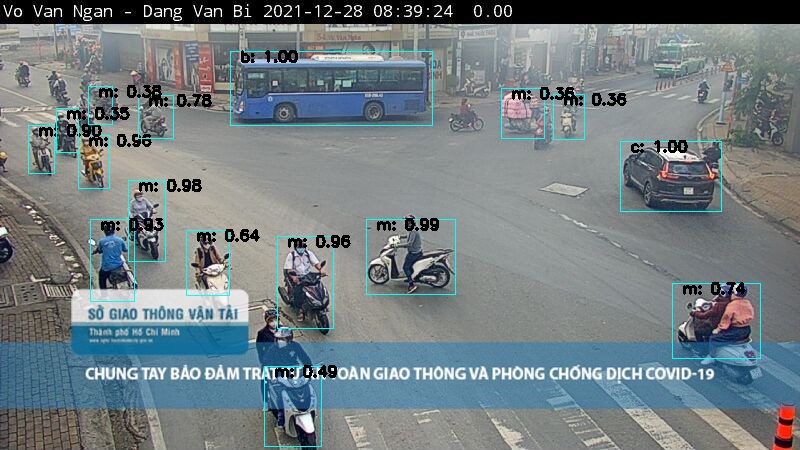 Vo Van Ngan - Dang Van Bi 2021-12-28 08:39:24 0.00
b: 1.00
m: 0.38
m: 0.78
m: 0.36
m: 0.36
m: 0.35
m: 0.90
m: 0.96
c: 1.00
m: 0.98
m: 0.93
m: 0.64
m: 0.99
m: 0.96
m: 0.74
SỞ GIAO THÔNG VẬN TẢI
Thành phố Hồ Chí Minh
m: 0.49
CHUNG TAY BẢO ĐẢM TOÀN GIAO THÔNG VÀ PHÒNG CHỐNG DỊCH COVID-19